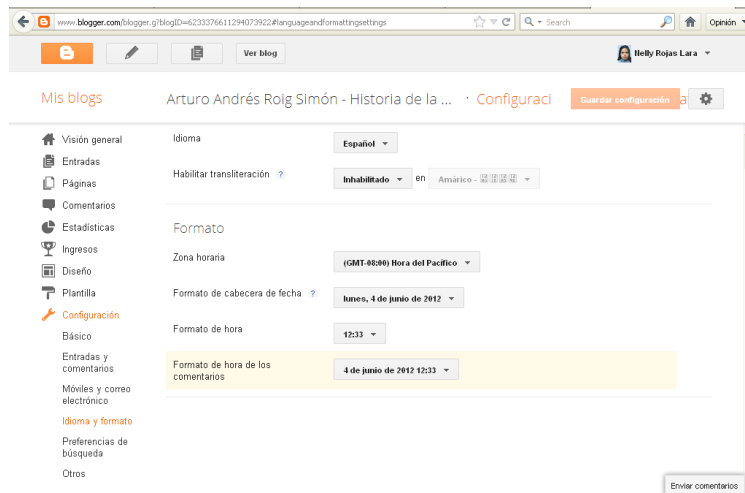 www.blogger.com/blogger.g?blogID=6233376611294073922#languageandformattingsettings
Search
Opinión
Ver blog
Nelly Rojas Lara
Mis blogs
Arturo Andrés Roig Simón - Historia de la ... · Configuraci
Guardar configuración
Visión general
Entradas
Páginas
Comentarios
Estadísticas
Ingresos
Diseño
Plantilla
Configuración
Básico
Entradas y
comentarios
Móviles y correo
electrónico
Idioma y formato
Preferencias de
búsqueda
Otros
Idioma
Español
Habilitar transliteración ?
Inhabilitado en Amárico -
Formato
Zona horaria
(GMT-08:00) Hora del Pacífico
Formato de cabecera de fecha ?
lunes, 4 de junio de 2012
Formato de hora
12:33
Formato de hora de los
comentarios
4 de junio de 2012 12:33
Enviar comentarios